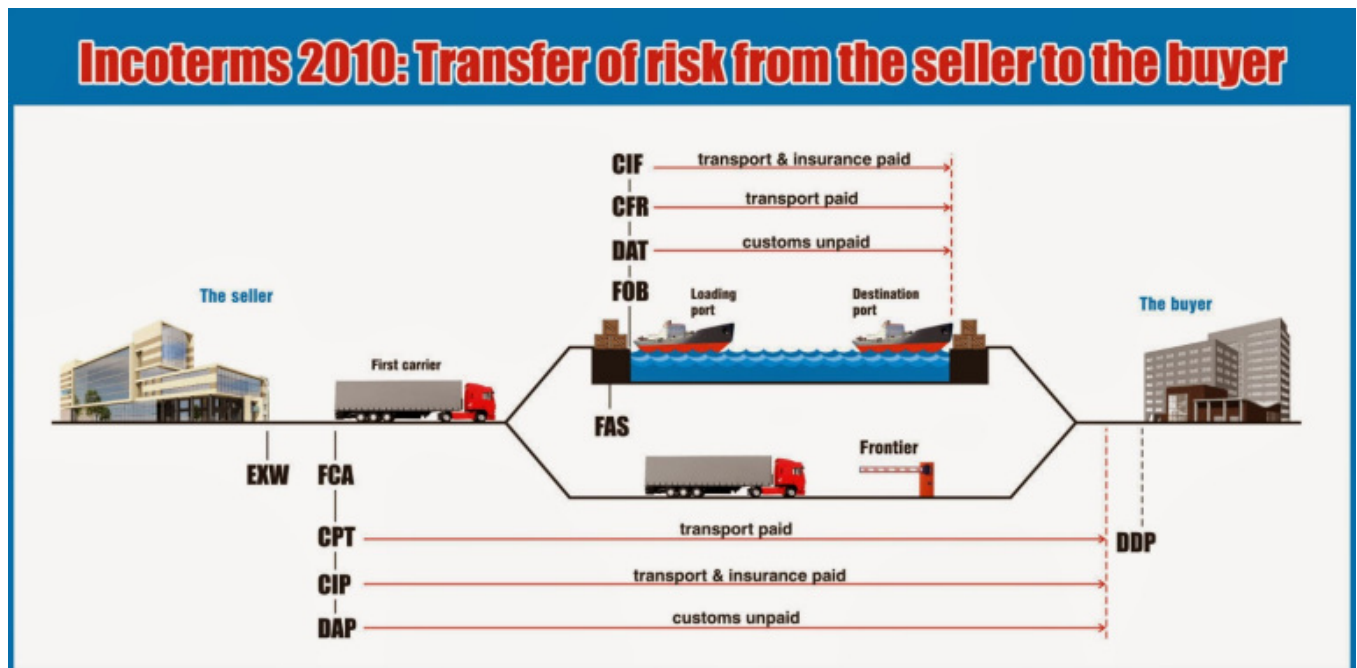 Incoterms 2010: Transfer of risk from the seller to the buyer
CIF
transport & insurance paid
CFR
transport paid
DAT
customs unpaid
FOB
Loading
port
Destination
port
The seller
The buyer
First carrier
FAS
Frontier
EXW
FCA
CPT
transport paid
DDP
CIP
transport & insurance paid
DAP
customs unpaid